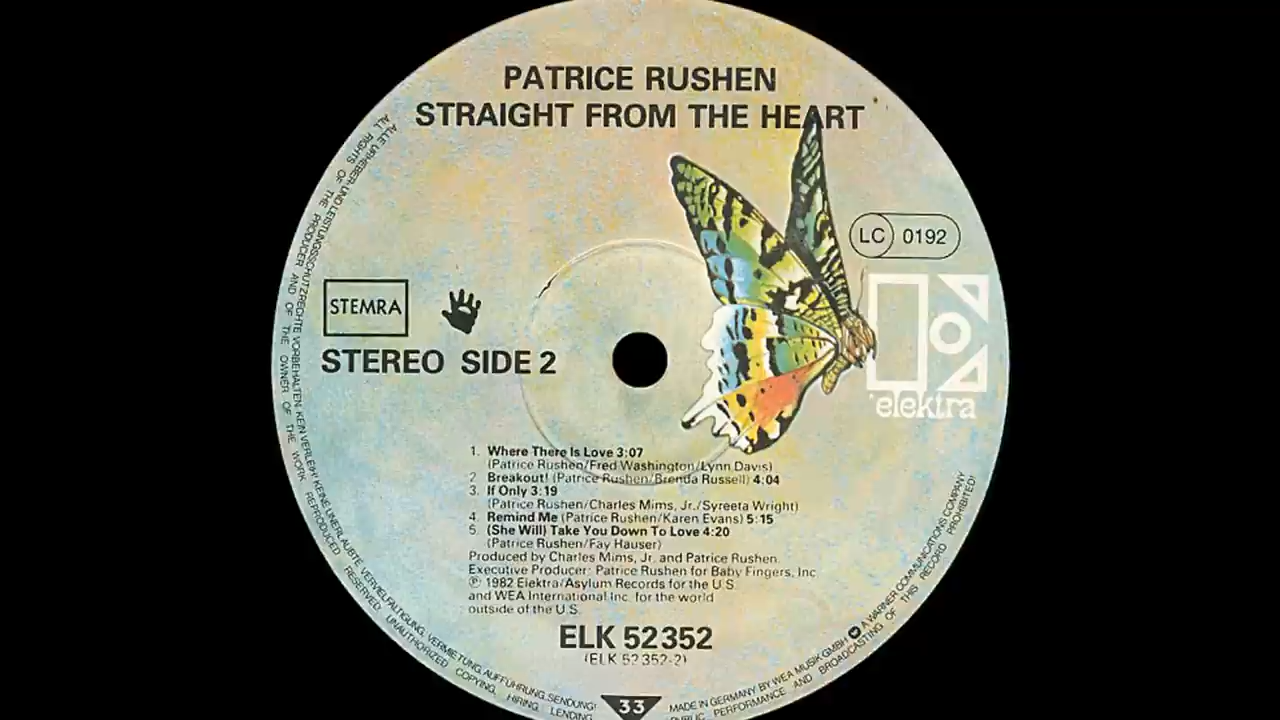 PATRICE RUSHEN
STRAIGHT FROM THE HEART
LC 0192
STEMRA
STEREO SIDE 2
elektra
1. Where There Is Love 3:07
(Patrice Rushen/Fred Washington/Lynn Davis)
2 Breakout! (Patrice Rushen/Brenda Russell) 4:04
3. If Only 3:19
(Patrice Rushen/Charles Mims, Jr./Syreeta Wright)
4. Remind Me (Patrice Rushen/Karen Evans) 5:15
5. (She Will) Take You Down To Love 4:20
(Patrice Rushen/Fay Hauser)
Produced by Charles Mims, Jr. and Patrice Rushen.
Executive Producer: Patrice Rushen for Baby Fingers, Inc
℗ 1982 Elektra/Asylum Records for the U.S.
and WEA International Inc. for the world
outside of the U.S.
ELK 52352
(ELK 52 352-2)
33
ALLE URHEBER- UND LEISTUNGSSCHUTZRECHTE VORBEHALTEN. KEIN VERLEIH! KEINE UNERLAUBTE VERVIELFÄLTIGUNG, VERMIETUNG, AUFFÜHRUNG, SENDUNG!
ALL RIGHTS OF THE PRODUCER AND OF THE OWNER OF THE WORK REPRODUCED RESERVED. UNAUTHORIZED COPYING, HIRING, LENDING,
PUBLIC PERFORMANCE AND BROADCASTING OF THIS RECORD PROHIBITED!
MADE IN GERMANY BY WEA MUSIK GMBH A WARNER COMMUNICATIONS COMPANY